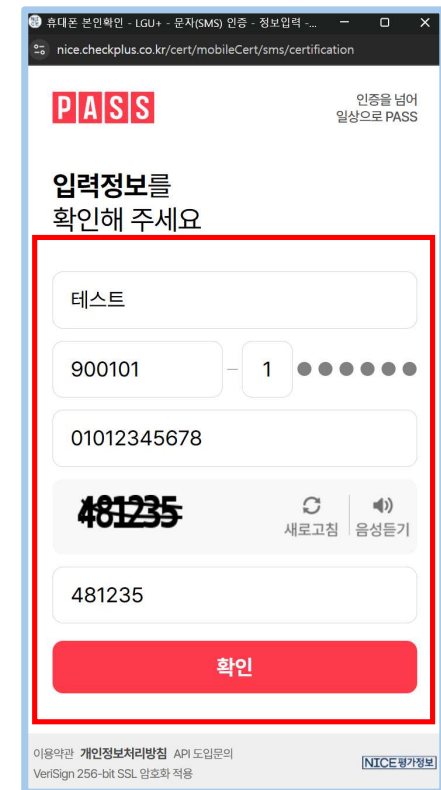 휴대폰 본인확인 - LGU+ - 문자(SMS) 인증 - 정보입력 -...
nice.checkplus.co.kr/cert/mobileCert/sms/certification
PASS
인증을 넘어
일상으로 PASS
입력정보를
확인해 주세요
테스트
900101 – 1 ●●●●●●
01012345678
481235
새로고침 음성듣기
481235
확인
이용약관 개인정보처리방침 API 도입문의
VeriSign 256-bit SSL 암호화 적용
NICE평가정보